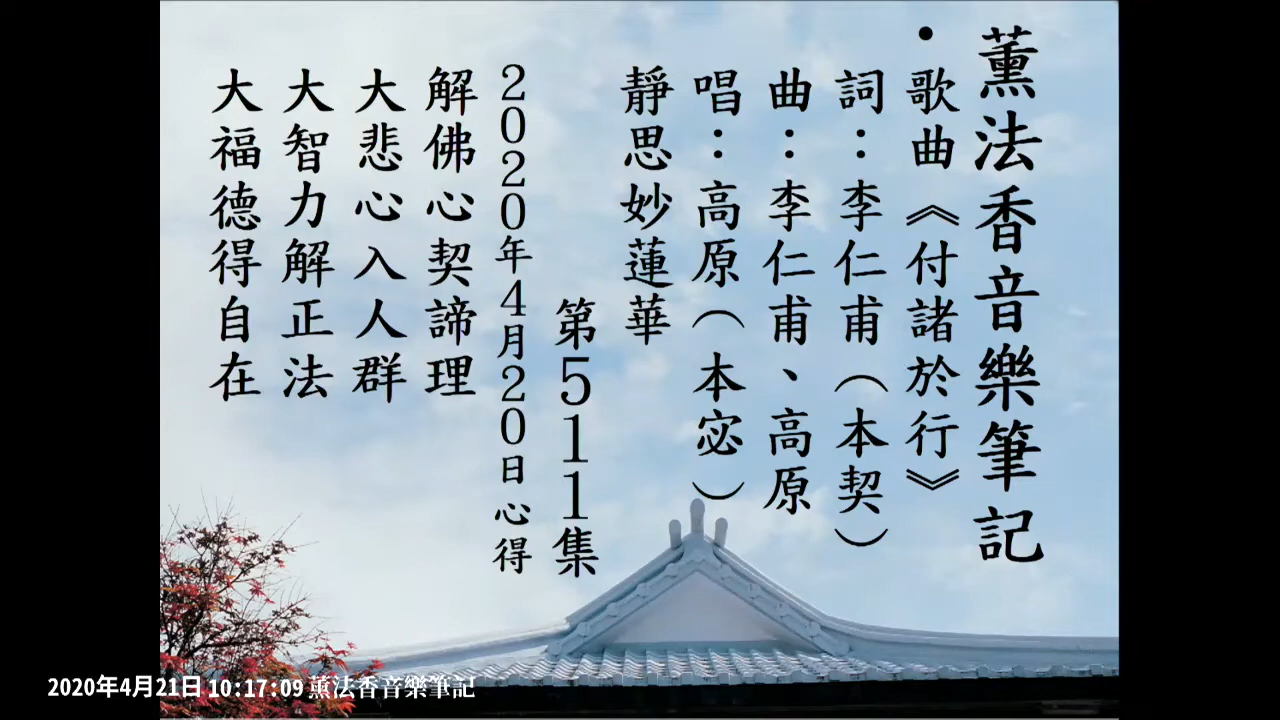 薰法香音樂筆記
•歌曲《付諸於行》
詞：李仁甫（本契）
曲：李仁甫、高原
唱：高原（本宓）
靜思妙蓮華
第511集
2020年4月20日心得
解佛心契諦理
大悲心入人群
大智力解正法
大福德得自在
2020年4月21日 10:17:09 薰法香音樂筆記